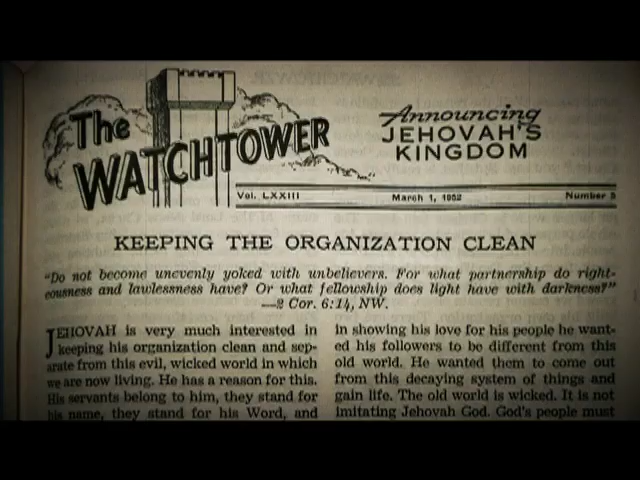 The
WATCHTOWER
Announcing
JEHOVAH'S
KINGDOM
Vol. LXXIII March 1, 1952 Number 5
KEEPING THE ORGANIZATION CLEAN
"Do not become unevenly yoked with unbelievers. For what partnership do right-
eousness and lawlessness have? Or what fellowship does light have with darkness?"
—2 Cor. 6:14, NW.
JEHOVAH is very much interested in
keeping his organization clean and sep-
arate from this evil, wicked world in which
we are now living. He has a reason for this.
His servants belong to him, they stand for
his name, they stand for his Word, and
in showing his love for his people he want-
ed his followers to be different from this
old world. He wanted them to come out
from this decaying system of things and
gain life. The old world is wicked. It is not
imitating Jehovah God. God's people must